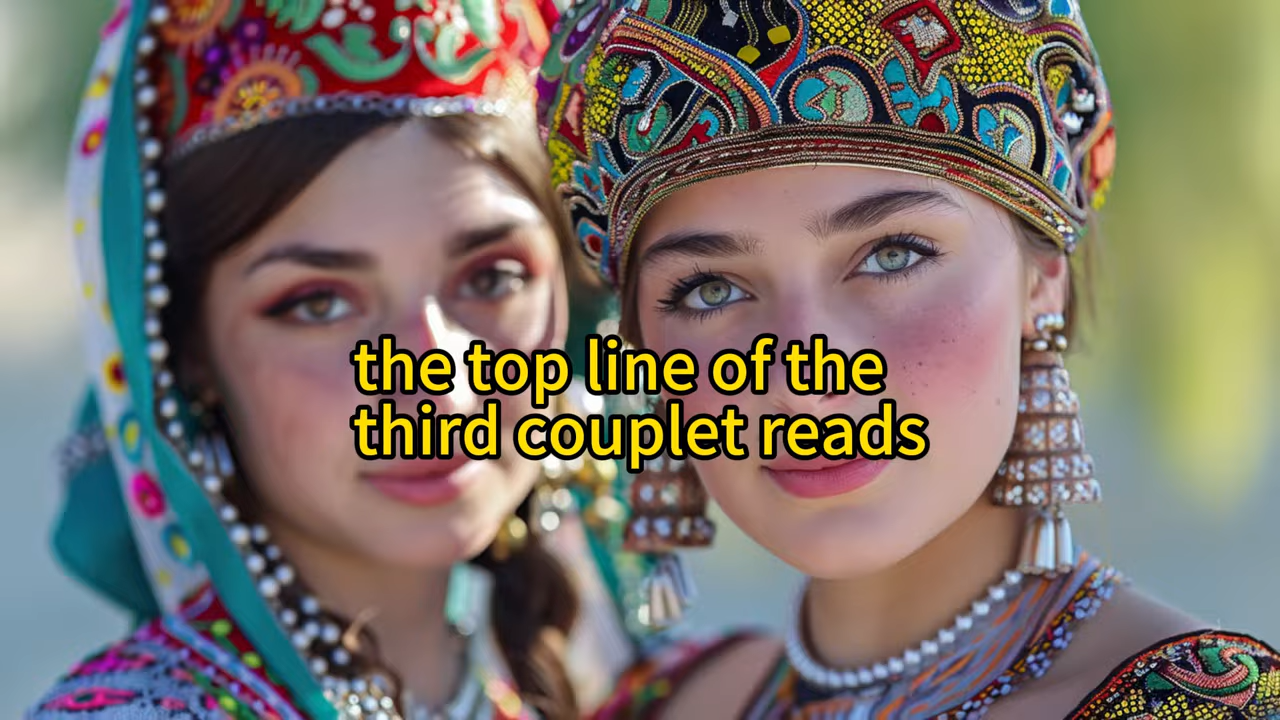 the top line of the
third couplet reads